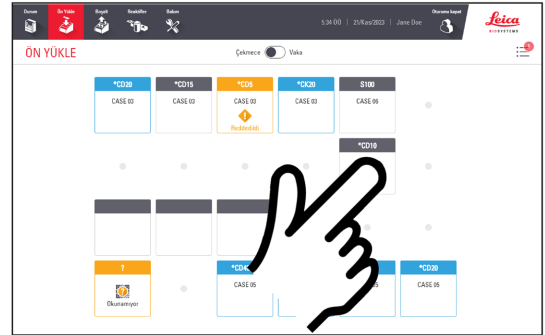 Durum
Ön Yükle
Boyat
Reaktifler
Bakım
5:34 ÖÖ | 21/Kas/2023 | Jane Doe
Oturumu kapat
Leica
BIOSYSTEMS
ÖN YÜKLE
Çekmece
Vaka
*CD20
*CD15
*CD5
*CK20
S100
CASE 03
CASE 03
CASE 03
CASE 03
CASE 06
Reddedildi
*CD10
?
*CD20
CASE 05
CASE 05
Okunamıyor